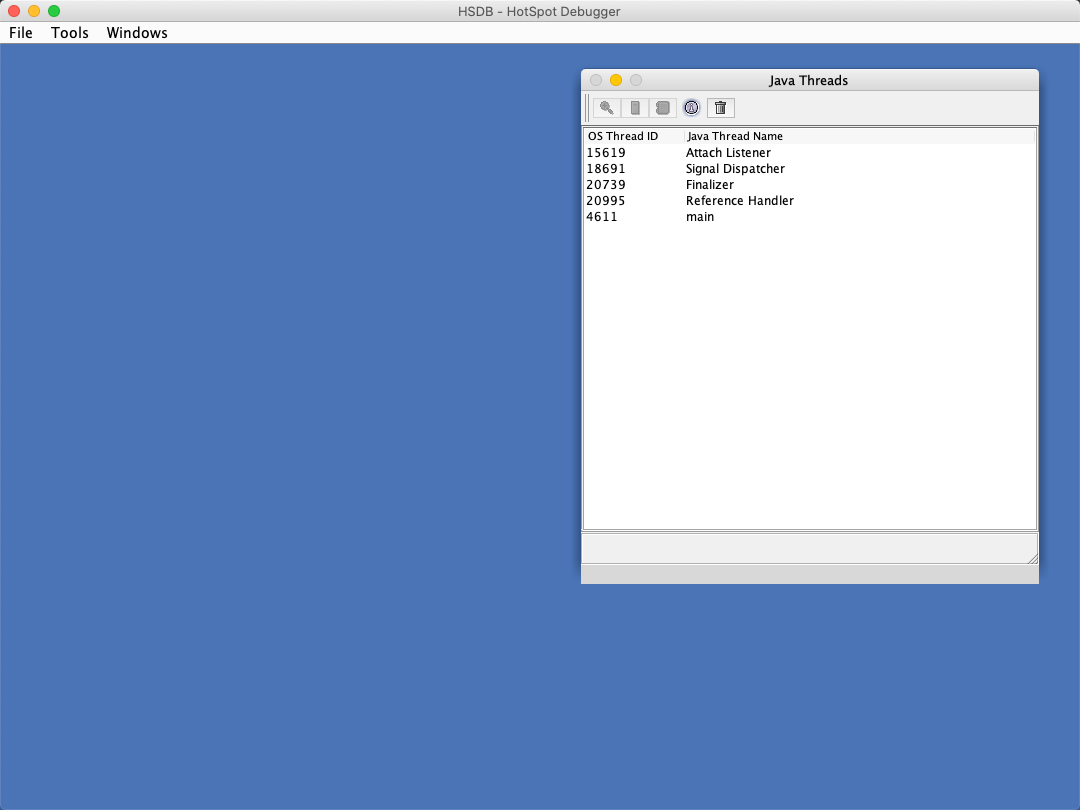 HSDB - HotSpot Debugger
File Tools Windows
Java Threads
OS Thread ID Java Thread Name
15619 Attach Listener
18691 Signal Dispatcher
20739 Finalizer
20995 Reference Handler
4611 main